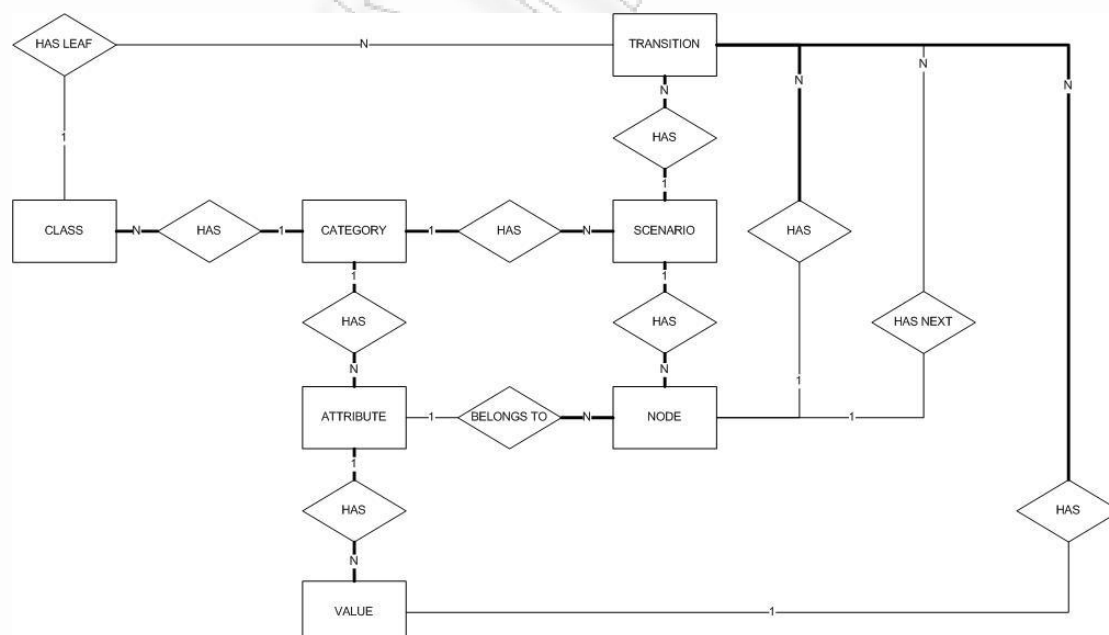 HAS LEAF
N
TRANSITION
N
N
N
N
1
HAS
1
CLASS
N
HAS
1
CATEGORY
1
HAS
N
SCENARIO
HAS
1
1
HAS
HAS
HAS NEXT
N
N
1
ATTRIBUTE
1
BELONGS TO
N
NODE
1
1
HAS
HAS
N
VALUE
1